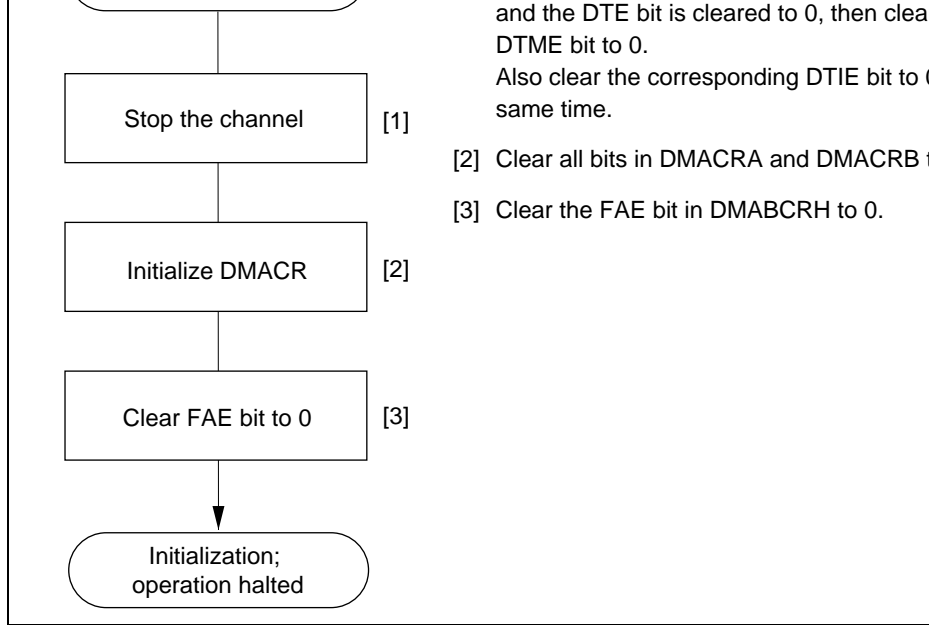 and the DTE bit is cleared to 0, then
DTME bit to 0.
Also clear the corresponding DTIE bit to
same time.
Stop the channel [1]
[2] Clear all bits in DMACRA and DMACRB
[3] Clear the FAE bit in DMABCRH to 0.
Initialize DMACR [2]
Clear FAE bit to 0 [3]
Initialization;
operation halted